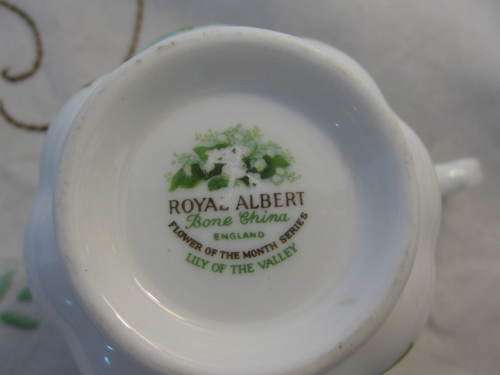 ROYAL ALBERT
Bone China
ENGLAND
FLOWER OF THE MONTH SERIES
LILY OF THE VALLEY